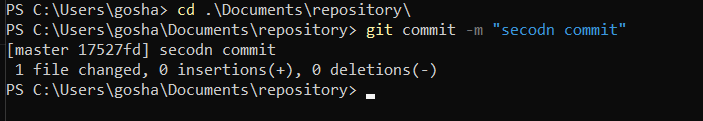 PS C:\Users\gosha> cd .\Documents\repository\
PS C:\Users\gosha\Documents\repository> git commit -m "secodn commit"
[master 17527fd] secodn commit
 1 file changed, 0 insertions(+), 0 deletions(-)
PS C:\Users\gosha\Documents\repository>